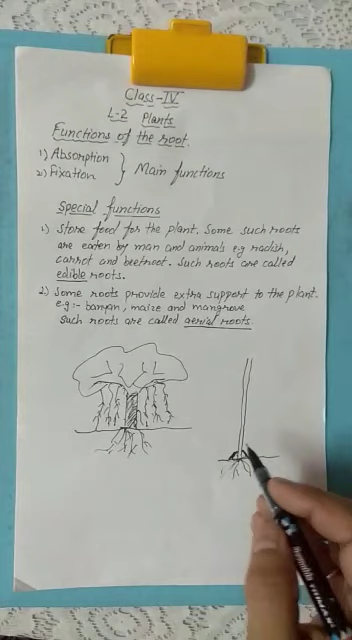 Class-IV
L-2 Plants
Functions of the root.
1) Absorption
2) Fixation } Main functions
Special functions
1) Store food for the plant. Some such roots
are eaten by man and animals e.g radish,
carrot and beetroot. Such roots are called
edible roots.
2) Some roots provide extra support to the plant.
e.g:- banyan, maize and mangrove
Such roots are called aerial roots.